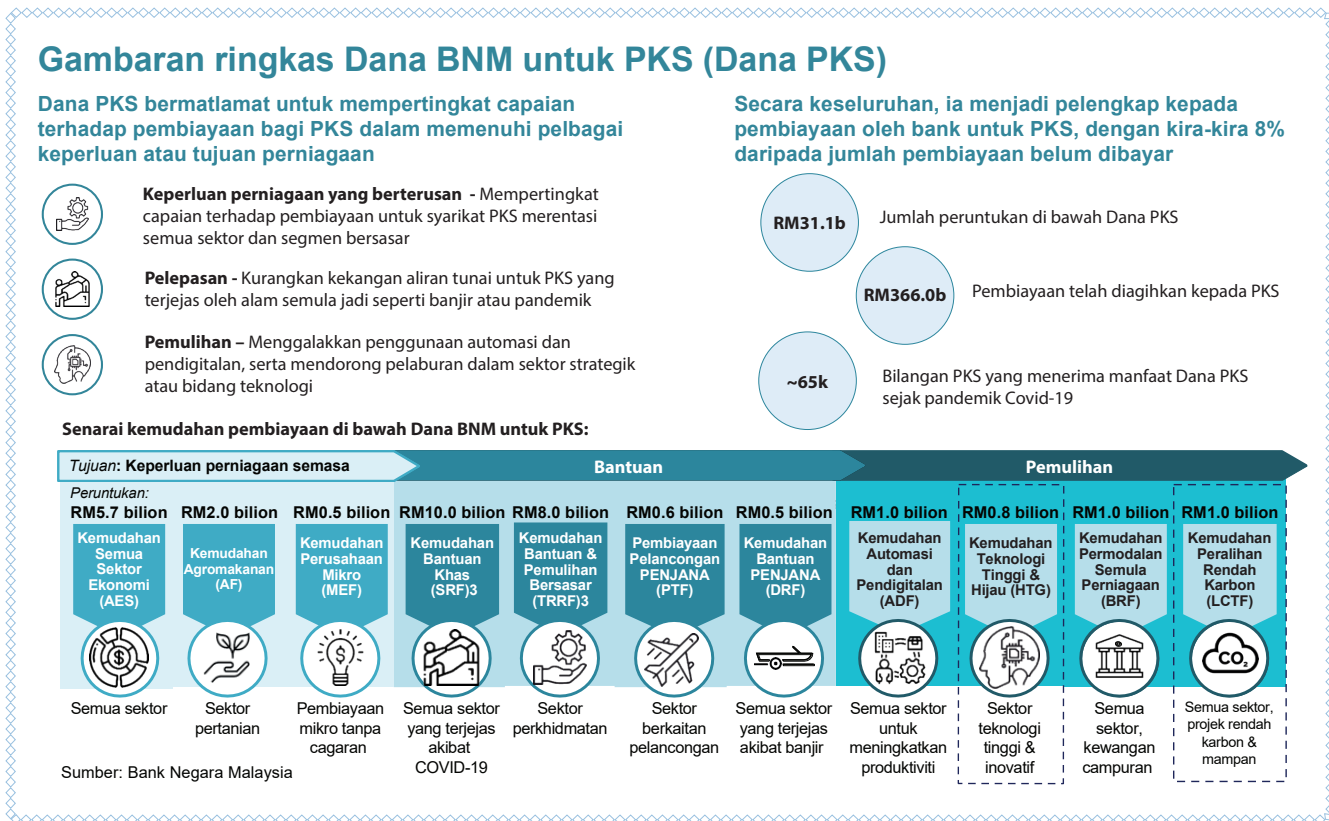 Gambaran ringkas Dana BNM untuk PKS (Dana PKS)
Dana PKS bermatlamat untuk mempertingkat capaian
terhadap pembiayaan bagi PKS dalam memenuhi pelbagai
keperluan atau tujuan perniagaan
Keperluan perniagaan yang berterusan - Mempertingkat
capaian terhadap pembiayaan untuk syarikat PKS merentasi
semua sektor dan segmen bersasar
Pelepasan - Kurangkan kekangan aliran tunai untuk PKS yang
terjejas oleh alam semula jadi seperti banjir atau pandemik
Pemulihan – Menggalakkan penggunaan automasi dan
pendigitalan, serta mendorong pelaburan dalam sektor strategik
atau bidang teknologi
Secara keseluruhan, ia menjadi pelengkap kepada
pembiayaan oleh bank untuk PKS, dengan kira-kira 8%
daripada jumlah pembiayaan belum dibayar
RM31.1b
Jumlah peruntukan di bawah Dana PKS
RM366.0b
Pembiayaan telah diagihkan kepada PKS
~65k
Bilangan PKS yang menerima manfaat Dana PKS
sejak pandemik Covid-19
Senarai kemudahan pembiayaan di bawah Dana BNM untuk PKS:
Tujuan: Keperluan perniagaan semasa
Bantuan
Pemulihan
Peruntukan:
RM5.7 bilion
Kemudahan
Semua
Sektor
Ekonomi
(AES)
$
Semua sektor
RM2.0 bilion
Kemudahan
Agromakanan
(AF)
Sektor
pertanian
RM0.5 bilion
Kemudahan
Perusahaan
Mikro
(MEF)
$
Pembiayaan
mikro tanpa
cagaran
RM10.0 bilion
Kemudahan
Bantuan
Khas
(SRF)3
Semua sektor
yang terjejas
akibat
COVID-19
RM8.0 bilion
Kemudahan
Bantuan &
Pemulihan
Bersasar
(TRRF)3
Sektor
perkhidmatan
RM0.6 bilion
Pembiayaan
Pelancongan
PENJANA
(PTF)
Sektor
berkaitan
pelancongan
RM0.5 bilion
Kemudahan
Bantuan
PENJANA
(DRF)
Semua sektor
yang terjejas
akibat banjir
RM1.0 bilion
Kemudahan
Automasi
dan
Pendigitalan
(ADF)
Semua sektor
untuk
meningkatkan
produktiviti
RM0.8 bilion
Kemudahan
Teknologi
Tinggi &
Hijau (HTG)
Sektor
teknologi
tinggi &
inovatif
RM1.0 bilion
Kemudahan
Permodalan
Semula
Perniagaan
(BRF)
Semua
sektor,
kewangan
campuran
RM1.0 bilion
Kemudahan
Peralihan
Rendah
Karbon
(LCTF)
CO₂
Semua sektor,
projek rendah
karbon &
mampan
Sumber: Bank Negara Malaysia